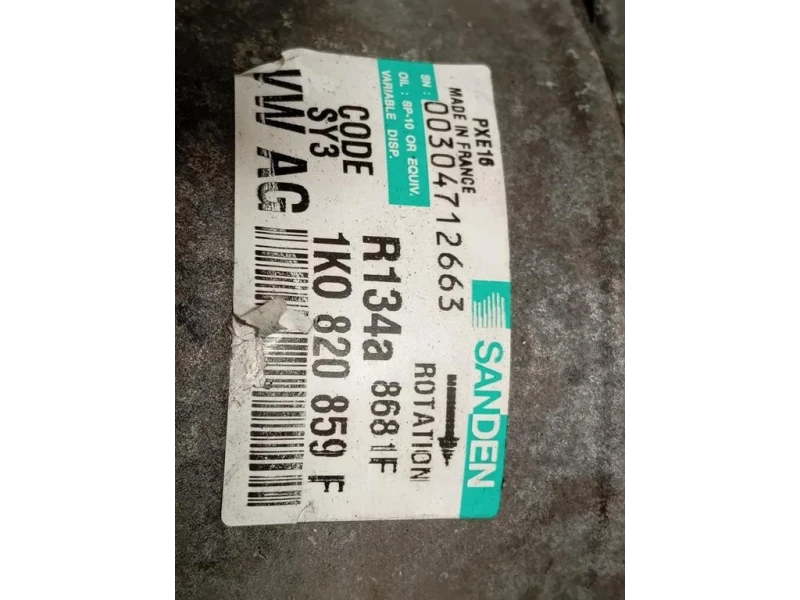 PXE16
SANDEN
MADE IN FRANCE
SN: 00304712663
ROTATION
OIL : SP-10 OR EQUIV.
VARIABLE DISP.
R134a 8681F
CODE
SY3
1K0 820 859 F
VW AG